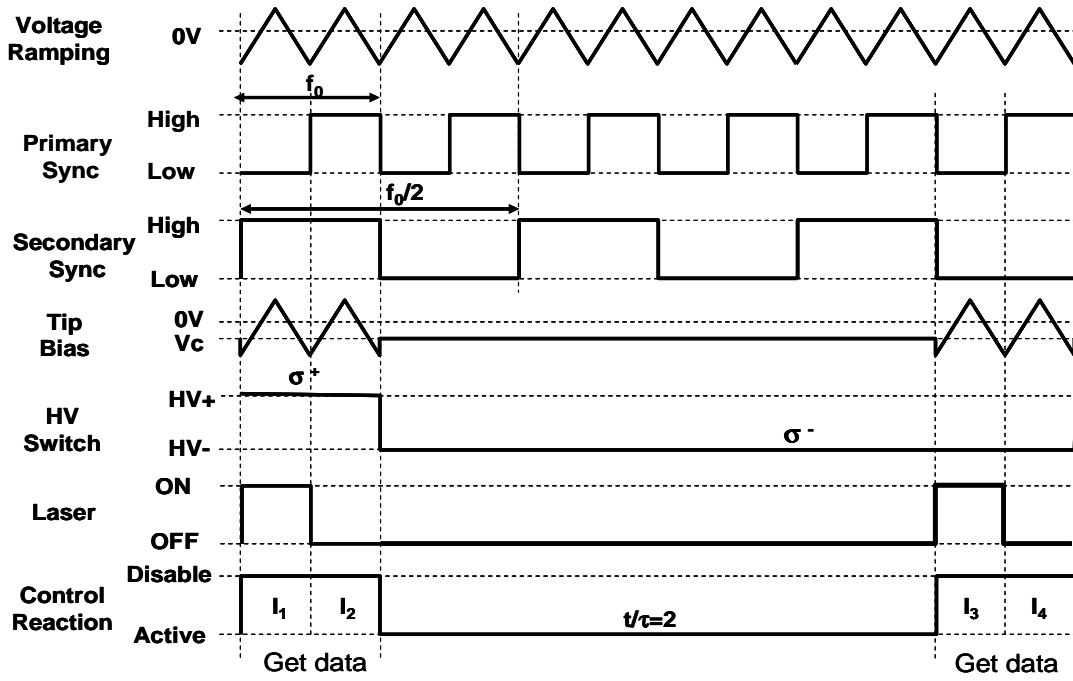 Voltage
Ramping
0V
f₀
High
Primary
Sync
Low
f₀/2
High
Secondary
Sync
Low
Tip
Bias
0V
Vc
σ +
HV+
HV
Switch
HV-
σ -
ON
Laser
OFF
Disable
Control
Reaction
I₁ I₂ I₃ I₄
t/τ=2
Active
Get data Get data